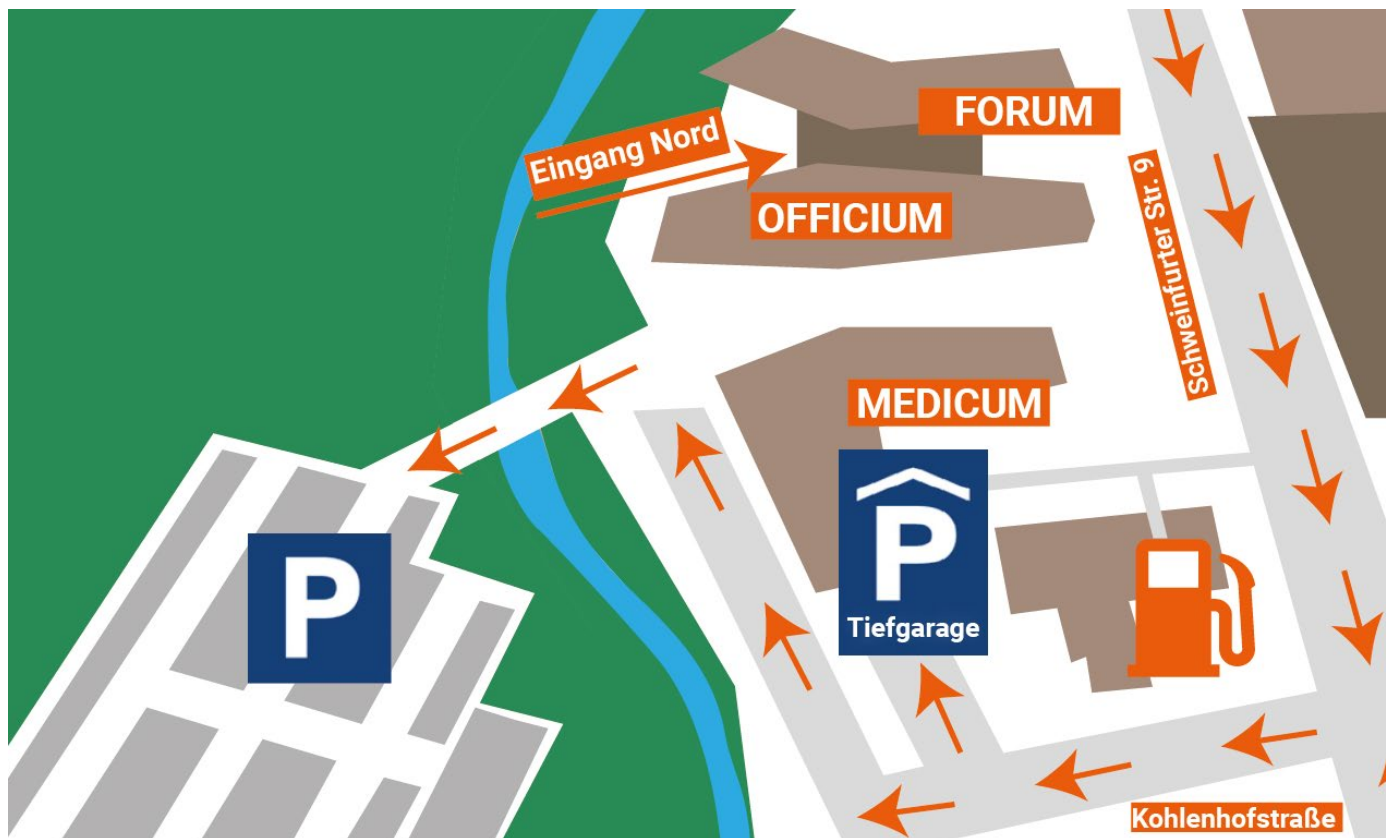 FORUM
Eingang Nord
OFFICIUM
Schweinfurter Str. 9
MEDICUM
P
Tiefgarage
P
Kohlenhofstraße